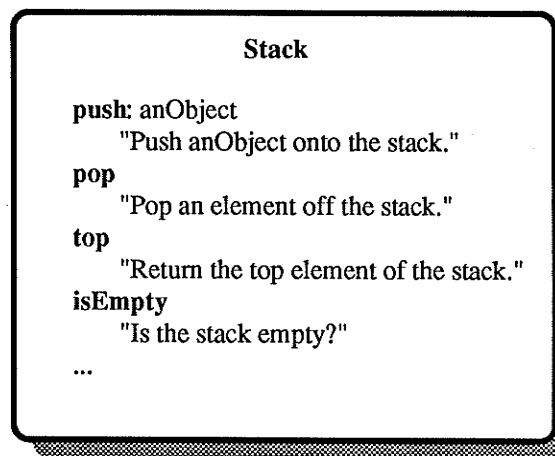 Stack
push: anObject
"Push anObject onto the stack."
pop
"Pop an element off the stack."
top
"Return the top element of the stack."
isEmpty
"Is the stack empty?"
...